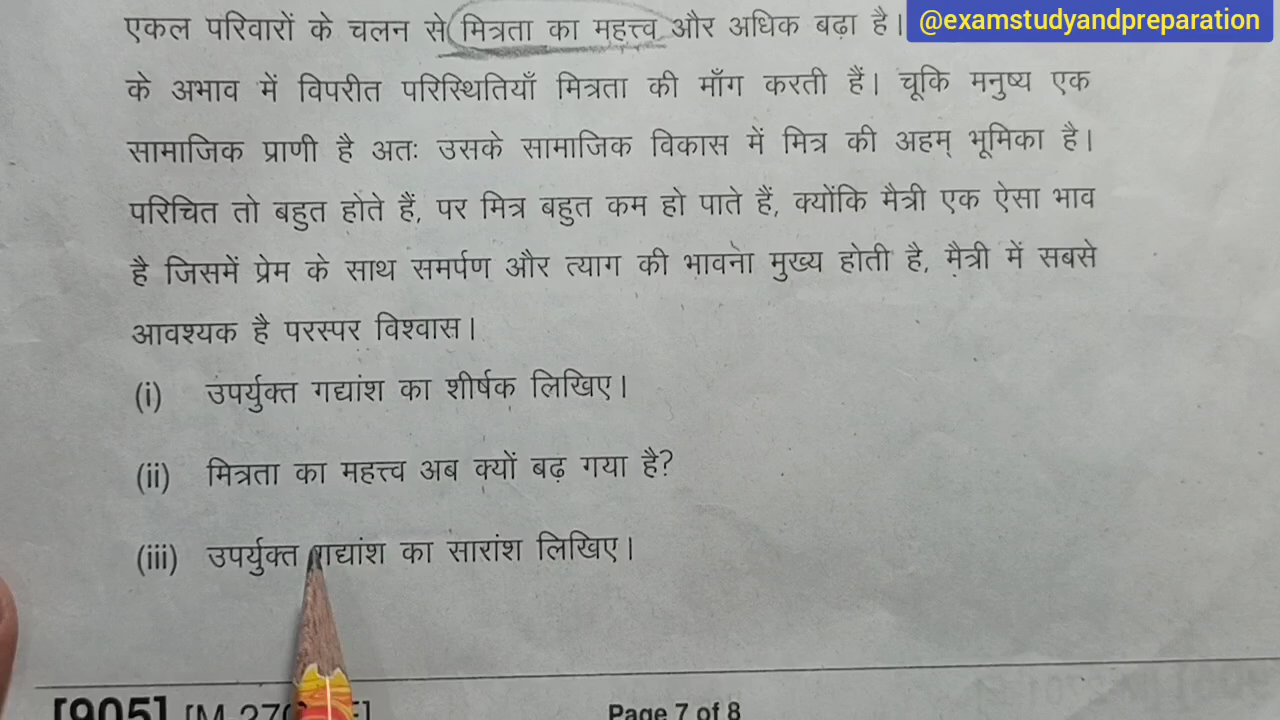 @examstudyandpreparation
एकल परिवारों के चलन से मित्रता का महत्त्व और अधिक बढ़ा है।
के अभाव में विपरीत परिस्थितियाँ मित्रता की माँग करती हैं। चूकि मनुष्य एक
सामाजिक प्राणी है अतः उसके सामाजिक विकास में मित्र की अहम् भूमिका है।
परिचित तो बहुत होते हैं, पर मित्र बहुत कम हो पाते हैं, क्योंकि मैत्री एक ऐसा भाव
है जिसमें प्रेम के साथ समर्पण और त्याग की भावना मुख्य होती है, मैत्री में सबसे
आवश्यक है परस्पर विश्वास।
(i) उपर्युक्त गद्यांश का शीर्षक लिखिए।
(ii) मित्रता का महत्त्व अब क्यों बढ़ गया है?
(iii) उपर्युक्त गद्यांश का सारांश लिखिए।
[905]
Page 7 of 8